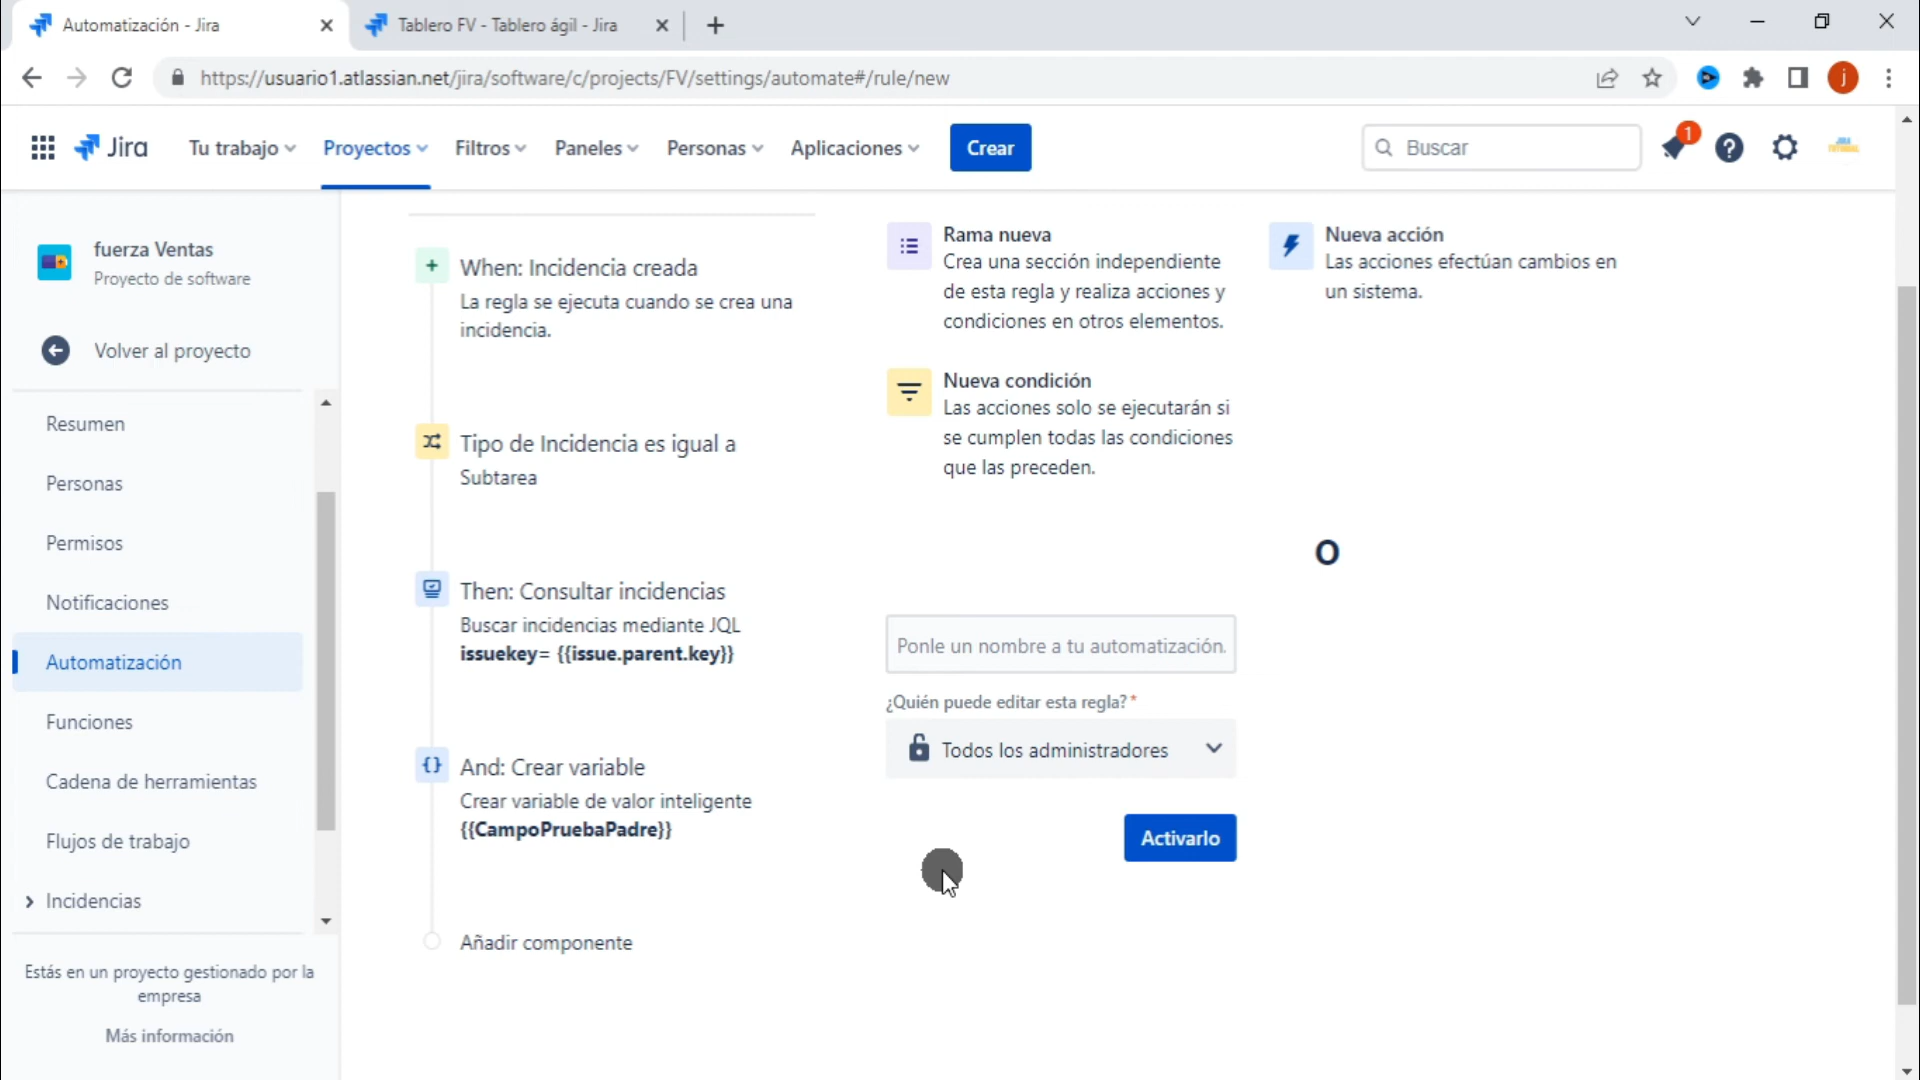 Automatización - Jira
Tablero FV - Tablero ágil - Jira
https://usuario1.atlassian.net/jira/software/c/projects/FV/settings/automate#/rule/new
j
Jira
Tu trabajo
Proyectos
Filtros
Paneles
Personas
Aplicaciones
Crear
Buscar
1
fuerza Ventas
Proyecto de software
Volver al proyecto
Resumen
Personas
Permisos
Notificaciones
Automatización
Funciones
Cadena de herramientas
Flujos de trabajo
Incidencias
Estás en un proyecto gestionado por la
empresa
Más información
When: Incidencia creada
La regla se ejecuta cuando se crea una
incidencia.
Tipo de Incidencia es igual a
Subtarea
Then: Consultar incidencias
Buscar incidencias mediante JQL
issuekey= {{issue.parent.key}}
And: Crear variable
Crear variable de valor inteligente
{{CampoPruebaPadre}}
Añadir componente
Rama nueva
Crea una sección independiente
de esta regla y realiza acciones y
condiciones en otros elementos.
Nueva condición
Las acciones solo se ejecutarán si
se cumplen todas las condiciones
que las preceden.
Nueva acción
Las acciones efectúan cambios en
un sistema.
O
Ponle un nombre a tu automatización.
¿Quién puede editar esta regla?*
Todos los administradores
Activarlo